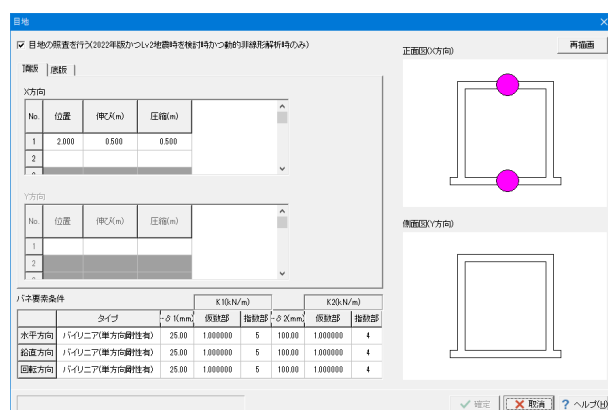 目地
目地の照査を行う(2022年版かつLv2地震時を検討時かつ動的非線形解析時のみ)
頂版 底版
X方向
No. 位置 伸び(m) 圧縮(m)
1 2.000 0.500 0.500
2
Y方向
No. 位置 伸び(m) 圧縮(m)
1
2
バネ要素条件
K1(kN/m) K2(kN/m)
タイプ -δ1(mm) 仮数部 指数部 -δ2(mm) 仮数部 指数部
水平方向 バイリニア(単方向剛性有) 25.00 1.000000 5 100.00 1.000000 4
鉛直方向 バイリニア(単方向剛性有) 25.00 1.000000 5 100.00 1.000000 4
回転方向 バイリニア(単方向剛性有) 25.00 1.000000 5 100.00 1.000000 4
正面図(X方向) 再描画
側面図(Y方向)
確定 取消 ? ヘルプ(H)